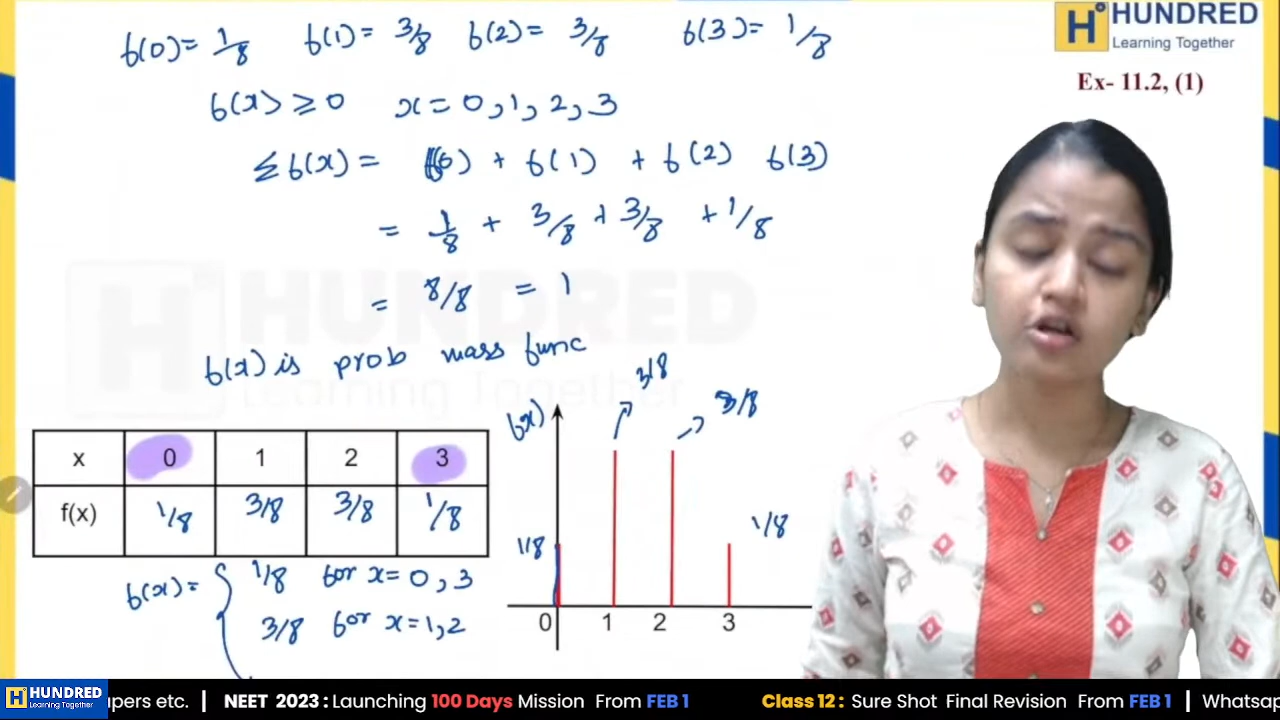 f(0) = 1/8 f(1) = 3/8 f(2) = 3/8 f(3) = 1/8
HUNDRED
Learning Together
Ex- 11.2, (1)
f(x) ≥ 0 x = 0, 1, 2, 3
Σ f(x) = f(0) + f(1) + f(2) f(3)
= 1/8 + 3/8 + 3/8 + 1/8
= 8/8 = 1
HUNDRED
Learning Together
f(x) is prob mass func
3/8
3/8
f(x)
x 0 1 2 3
f(x) 1/8 3/8 3/8 1/8
1/8
1/8
f(x) = { 1/8 for x = 0, 3
3/8 for x = 1, 2
0 1 2 3
HUNDRED
Learning Together
apers etc. NEET 2023: Launching 100 Days Mission From FEB 1 Class 12: Sure Shot Final Revision From FEB 1 | Whatsap